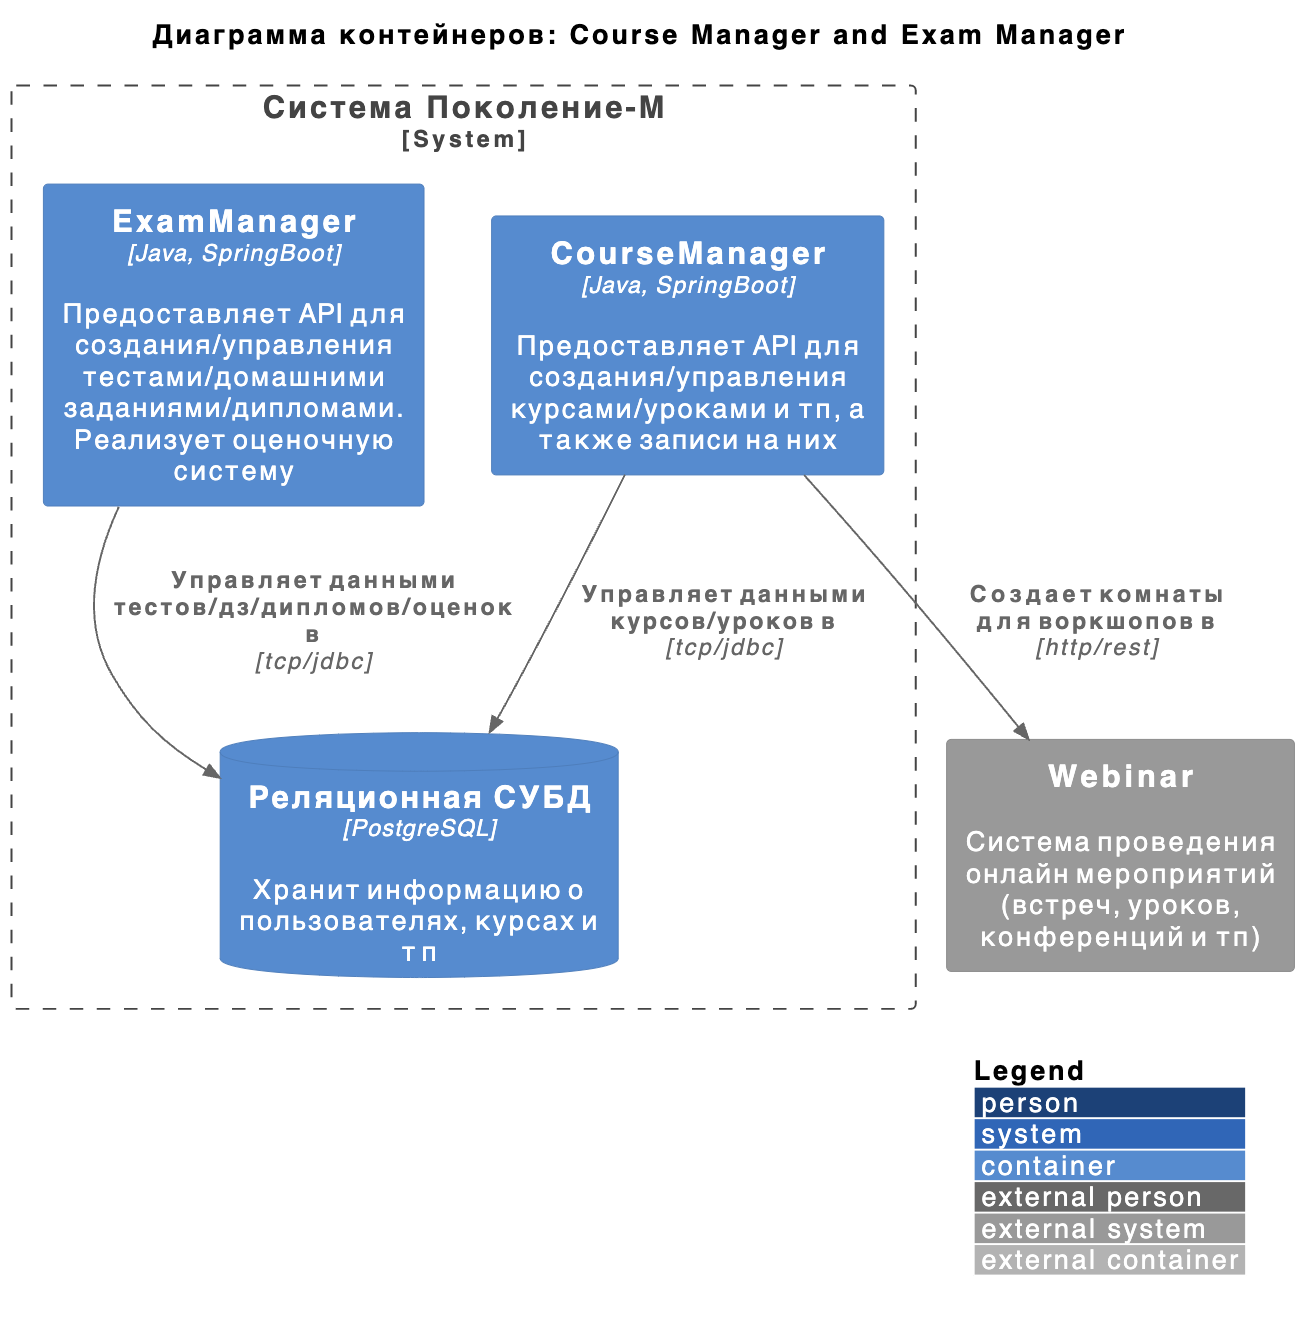 Диаграмма контейнеров: Course Manager and Exam Manager
Система Поколение-М
[System]
ExamManager
[Java, SpringBoot]
Предоставляет API для
создания/управления
тестами/домашними
заданиями/дипломами.
Реализует оценочную
систему
CourseManager
[Java, SpringBoot]
Предоставляет API для
создания/управления
курсами/уроками и тп, а
также записи на них
Управляет данными
тестов/дз/дипломов/оценок
в
[tcp/jdbc]
Управляет данными
курсов/уроков в
[tcp/jdbc]
Создает комнаты
для воркшопов в
[http/rest]
Реляционная СУБД
[PostgreSQL]
Хранит информацию о
пользователях, курсах и
тп
Webinar
Система проведения
онлайн мероприятий
(встреч, уроков,
конференций и тп)
Legend
person
system
container
external person
external system
external container